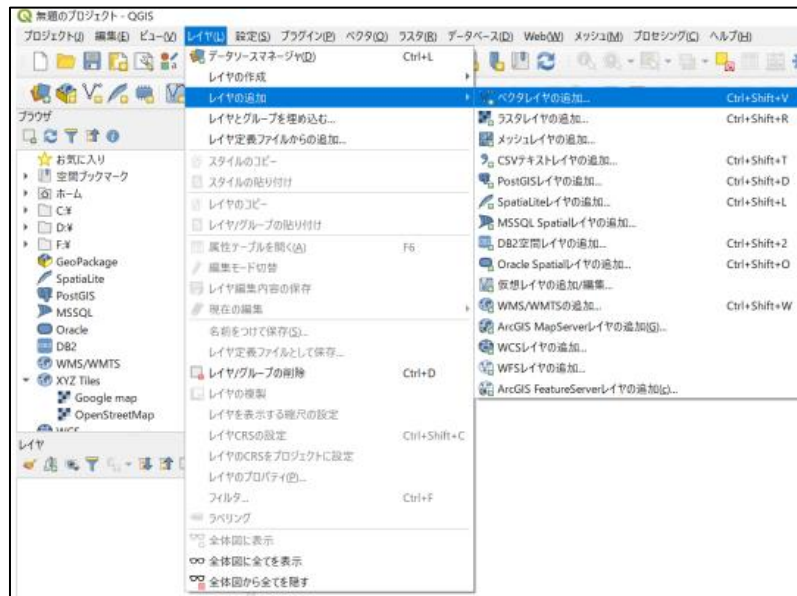 無題のプロジェクト - QGIS
プロジェクト(J) 編集(E) ビュー(V) レイヤ(L) 設定(S) プラグイン(P) ベクタ(O) ラスタ(R) データベース(D) Web(W) メッシュ(M) プロセシング(C) ヘルプ(H)
データソースマネージャ(D) Ctrl+L
レイヤの作成
レイヤの追加
レイヤとグループを埋め込む...
レイヤ定義ファイルからの追加...
スタイルのコピー
スタイルの貼り付け
レイヤのコピー
レイヤ/グループの貼り付け
属性テーブルを開く(A) F6
編集モード切替
レイヤ編集内容の保存
現在の編集
名前をつけて保存(S)...
レイヤ定義ファイルとして保存...
レイヤ/グループの削除 Ctrl+D
レイヤの複製
レイヤを表示する縮尺の設定
レイヤCRSの設定 Ctrl+Shift+C
レイヤのCRSをプロジェクトに設定
レイヤのプロパティ(P)...
フィルタ... Ctrl+F
ラベリング
全体図に表示
全体図に全てを表示
全体図から全てを隠す
ベクタレイヤの追加... Ctrl+Shift+V
ラスタレイヤの追加... Ctrl+Shift+R
メッシュレイヤの追加...
CSVテキストレイヤの追加... Ctrl+Shift+T
PostGISレイヤの追加... Ctrl+Shift+D
SpatiaLiteレイヤの追加... Ctrl+Shift+L
MSSQL Spatialレイヤの追加...
DB2空間レイヤの追加... Ctrl+Shift+2
Oracle Spatialレイヤの追加... Ctrl+Shift+O
仮想レイヤの追加/編集...
WMS/WMTSの追加... Ctrl+Shift+W
ArcGIS MapServerレイヤの追加(G)...
WCSレイヤの追加...
WFSレイヤの追加...
ArcGIS FeatureServerレイヤの追加(c)...
ブラウザ
お気に入り
空間ブックマーク
ホーム
C:¥
D:¥
F:¥
GeoPackage
SpatiaLite
PostGIS
MSSQL
Oracle
DB2
WMS/WMTS
XYZ Tiles
Google map
OpenStreetMap
WCS
レイヤ